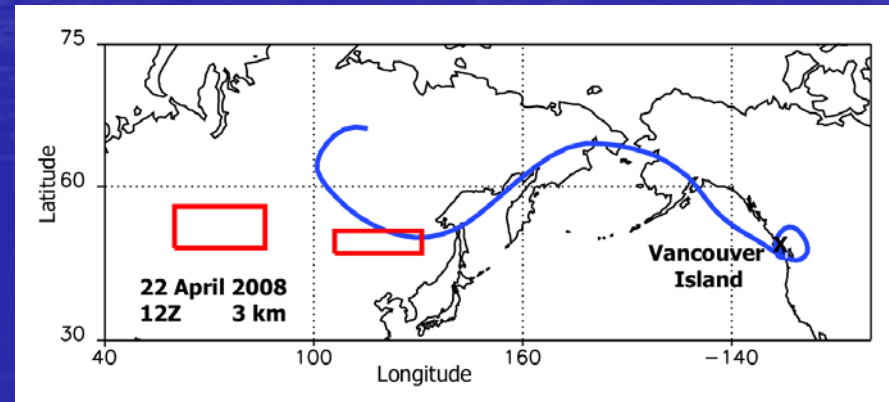 75
Latitude
60
Vancouver
Island
22 April 2008
12Z 3 km
30
40 100 160 −140
Longitude
X